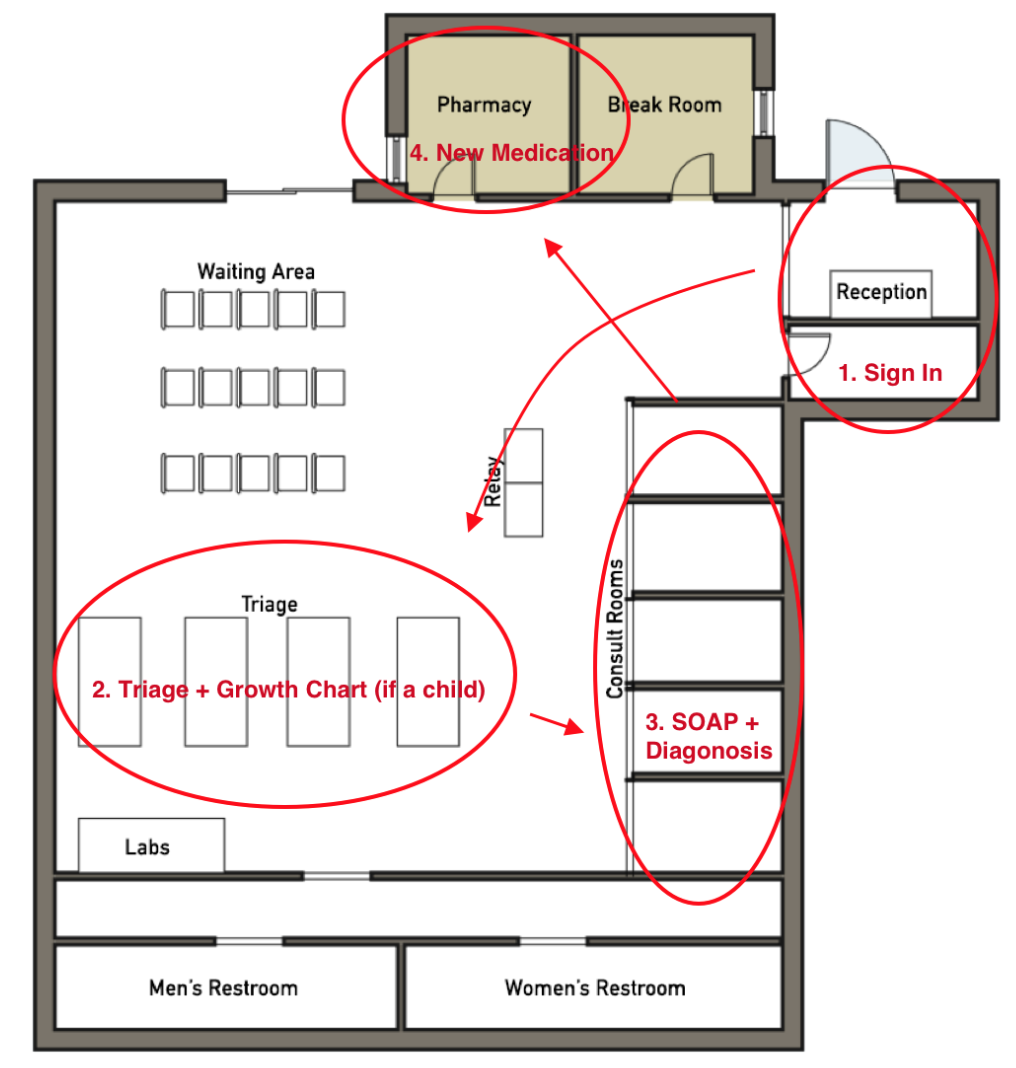 Pharmacy
Break Room
4. New Medication
Waiting Area
Reception
1. Sign In
Relay
Consult Rooms
Triage
2. Triage + Growth Chart (if a child)
3. SOAP +
Diagonosis
Labs
Men's Restroom
Women's Restroom